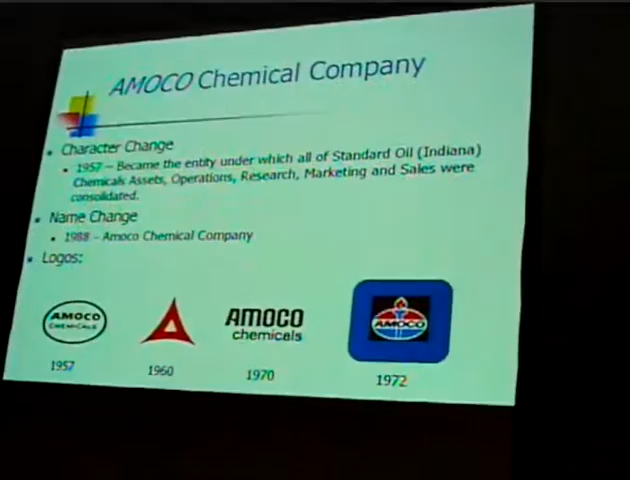 AMOCO Chemical Company
Character Change
1957 – Became the entity under which all of Standard Oil (Indiana)
Chemicals Assets, Operations, Research, Marketing and Sales were
consolidated.
Name Change
1988 – Amoco Chemical Company
Logos:
AMOCO
CHEMICALS
AMOCO
chemicals
AMOCO
1957
1960
1970
1972